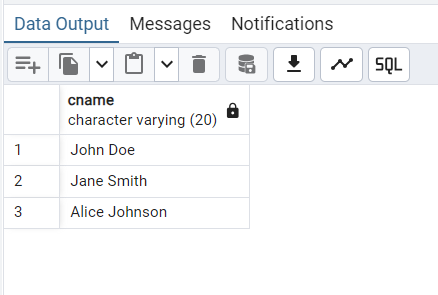 Data Output Messages Notifications
SQL
cname
character varying (20)
1 John Doe
2 Jane Smith
3 Alice Johnson